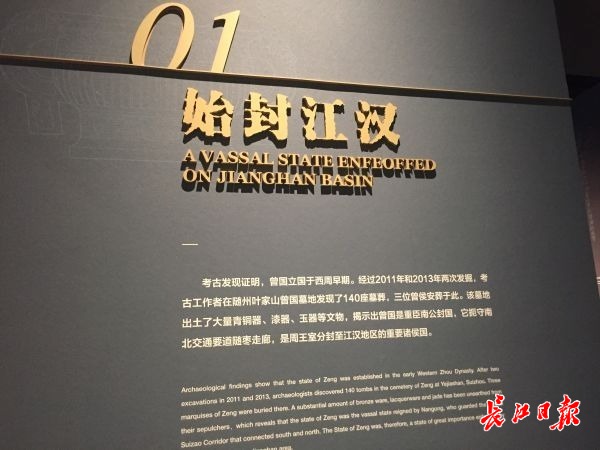 01
始封江汉
A VASSAL STATE ENFEOFFED
ON JIANGHAN BASIN
考古发现证明，曾国立国于西周早期。经过2011年和2013年两次发掘，考
古工作者在随州叶家山曾国墓地发现了140座墓葬，三位曾侯安葬于此。该墓地
出土了大量青铜器、漆器、玉器等文物，揭示出曾国是重臣南公封国，它扼守南
北交通要道随枣走廊，是周王室分封至江汉地区的重要诸侯国。
Archaeological findings show that the state of Zeng was established in the early Western Zhou Dynasty. After two
excavations in 2011 and 2013, archaeologists discovered 140 tombs in the cemetery of Zeng at Yejiashan, Suizhou. Three
marquises of Zeng were buried there. A substantial amount of bronze ware, lacquerware and jade has been unearthed from
their sepulchers, which reveals that the state of Zeng was the vassal state reigned by Nangong, who guarded the
Suizao Corridor that connected south and north. The State of Zeng was, therefore, a state of great importance
area.
长江日报